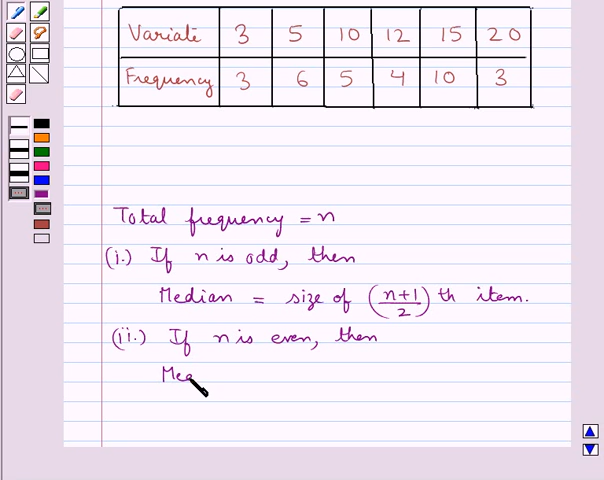 Variate 3 5 10 12 15 20
Frequency 3 6 5 4 10 3
Total frequency = n
(i.) If n is odd, then
Median = size of (n+1/2) th item.
(ii.) If n is even, then
Mea